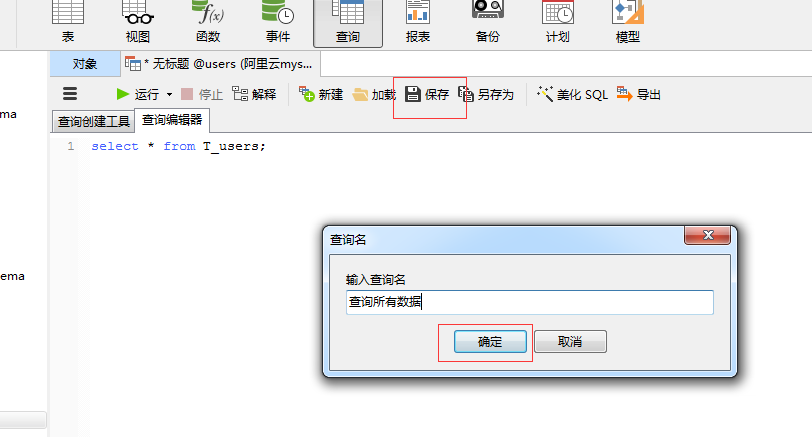 表 视图 函数 事件 查询 报表 备份 计划 模型
对象 * 无标题 @users (阿里云mys...
运行 停止 解释 新建 加载 保存 另存为 美化 SQL 导出
ma
查询创建工具 查询编辑器
1 select * from T_users;
查询名
ema
输入查询名
查询所有数据
确定 取消